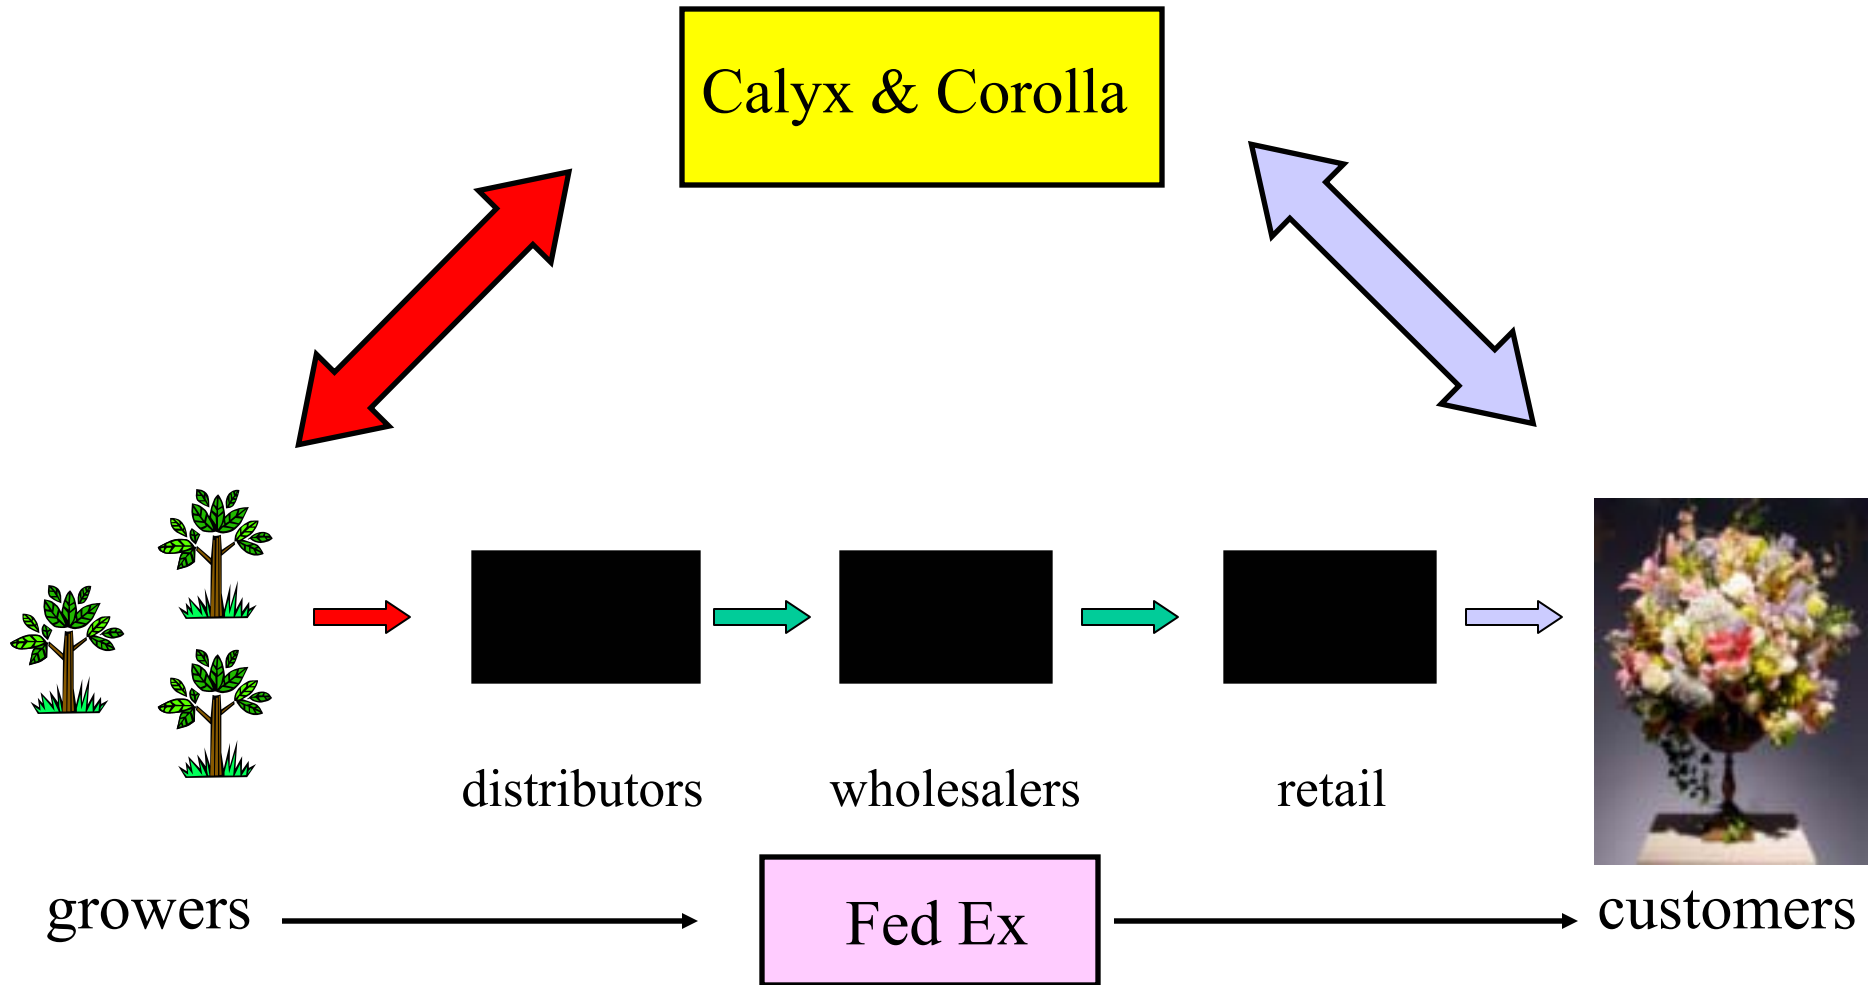 Calyx & Corolla
distributors
wholesalers
retail
growers
Fed Ex
customers